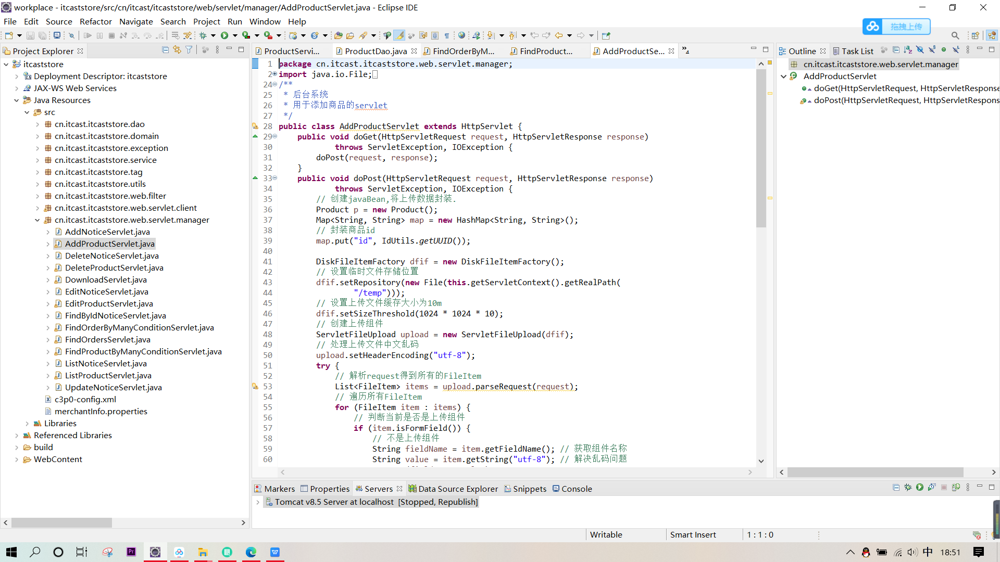 workplace - itcaststore/src/cn/itcast/itcaststore/web/servlet/manager/AddProductServlet.java - Eclipse IDE
File Edit Source Refactor Navigate Search Project Run Window Help
拖拽上传
Project Explorer
itcaststore
Deployment Descriptor: itcaststore
JAX-WS Web Services
Java Resources
src
cn.itcast.itcaststore.dao
cn.itcast.itcaststore.domain
cn.itcast.itcaststore.exception
cn.itcast.itcaststore.service
cn.itcast.itcaststore.tag
cn.itcast.itcaststore.utils
cn.itcast.itcaststore.web.filter
cn.itcast.itcaststore.web.servlet.client
cn.itcast.itcaststore.web.servlet.manager
AddNoticeServlet.java
AddProductServlet.java
DeleteNoticeServlet.java
DeleteProductServlet.java
DownloadServlet.java
EditNoticeServlet.java
EditProductServlet.java
FindByIdNoticeServlet.java
FindOrderByManyConditionServlet.java
FindOrdersServlet.java
FindProductByManyConditionServlet.java
ListNoticeServlet.java
ListProductServlet.java
UpdateNoticeServlet.java
c3p0-config.xml
merchantInfo.properties
Libraries
Referenced Libraries
build
WebContent
ProductServi... ProductDao.java FindOrderByM... FindProduct... AddProductSe... »4
1 package cn.itcast.itcaststore.web.servlet.manager;
2 import java.io.File;
24 /**
25 * 后台系统
26 * 用于添加商品的servlet
27 */
28 public class AddProductServlet extends HttpServlet {
29 public void doGet(HttpServletRequest request, HttpServletResponse response)
30 throws ServletException, IOException {
31 doPost(request, response);
32 }
33 public void doPost(HttpServletRequest request, HttpServletResponse response)
34 throws ServletException, IOException {
35 // 创建javaBean,将上传数据封装.
36 Product p = new Product();
37 Map<String, String> map = new HashMap<String, String>();
38 // 封装商品id
39 map.put("id", IdUtils.getUUID());
40
41 DiskFileItemFactory dfif = new DiskFileItemFactory();
42 // 设置临时文件存储位置
43 dfif.setRepository(new File(this.getServletContext().getRealPath(
44 "/temp")));
45 // 设置上传文件缓存大小为10m
46 dfif.setSizeThreshold(1024 * 1024 * 10);
47 // 创建上传组件
48 ServletFileUpload upload = new ServletFileUpload(dfif);
49 // 处理上传文件中文乱码
50 upload.setHeaderEncoding("utf-8");
51 try {
52 // 解析request得到所有的FileItem
53 List<FileItem> items = upload.parseRequest(request);
54 // 遍历所有FileItem
55 for (FileItem item : items) {
56 // 判断当前是否是上传组件
57 if (item.isFormField()) {
58 // 不是上传组件
59 String fieldName = item.getFieldName(); // 获取组件名称
60 String value = item.getString("utf-8"); // 解决乱码问题
Outline Task List
cn.itcast.itcaststore.web.servlet.manager
AddProductServlet
doGet(HttpServletRequest, HttpServletResponse
doPost(HttpServletRequest, HttpServletRespons
Markers Properties Servers Data Source Explorer Snippets Console
Tomcat v8.5 Server at localhost [Stopped, Republish]
Writable Smart Insert 1 : 1 : 0
中 18:51